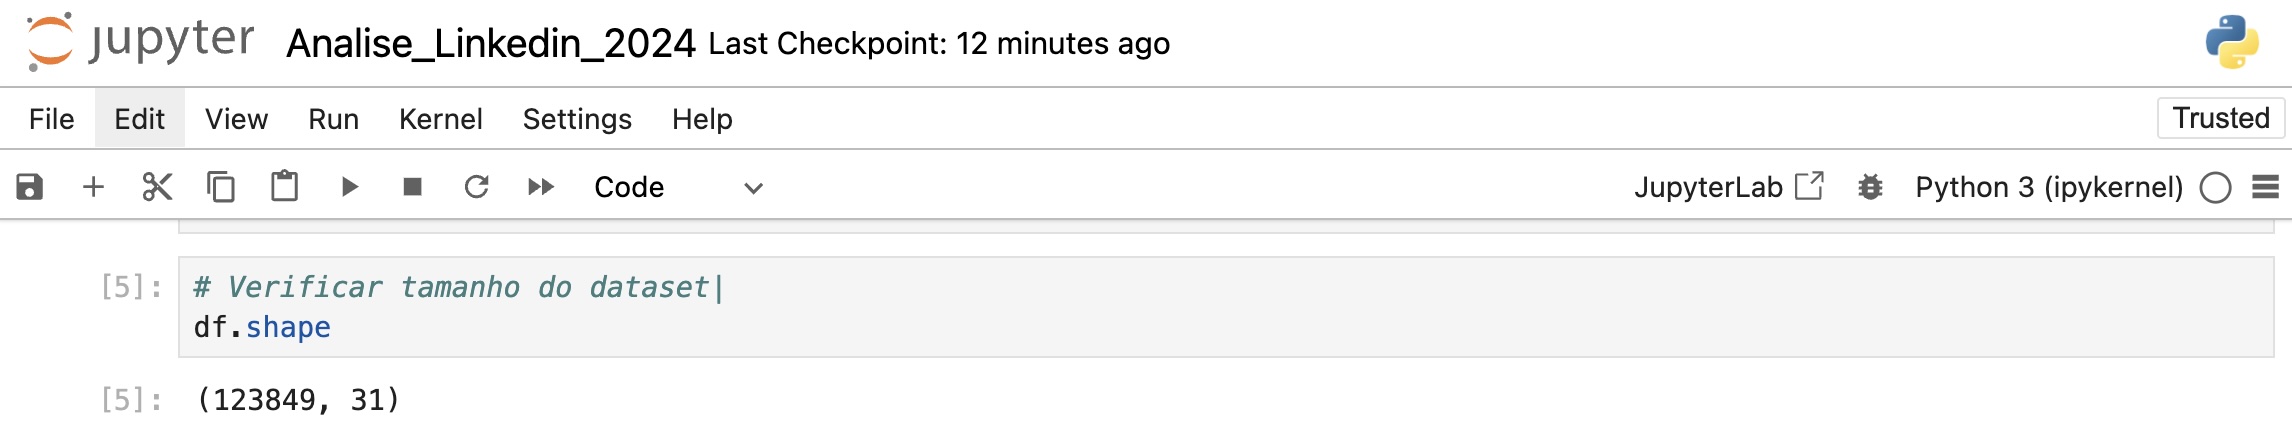 jupyter Analise_Linkedin_2024 Last Checkpoint: 12 minutes ago
File Edit View Run Kernel Settings Help Trusted
Code JupyterLab Python 3 (ipykernel)
[5]: # Verificar tamanho do dataset
df.shape
[5]: (123849, 31)